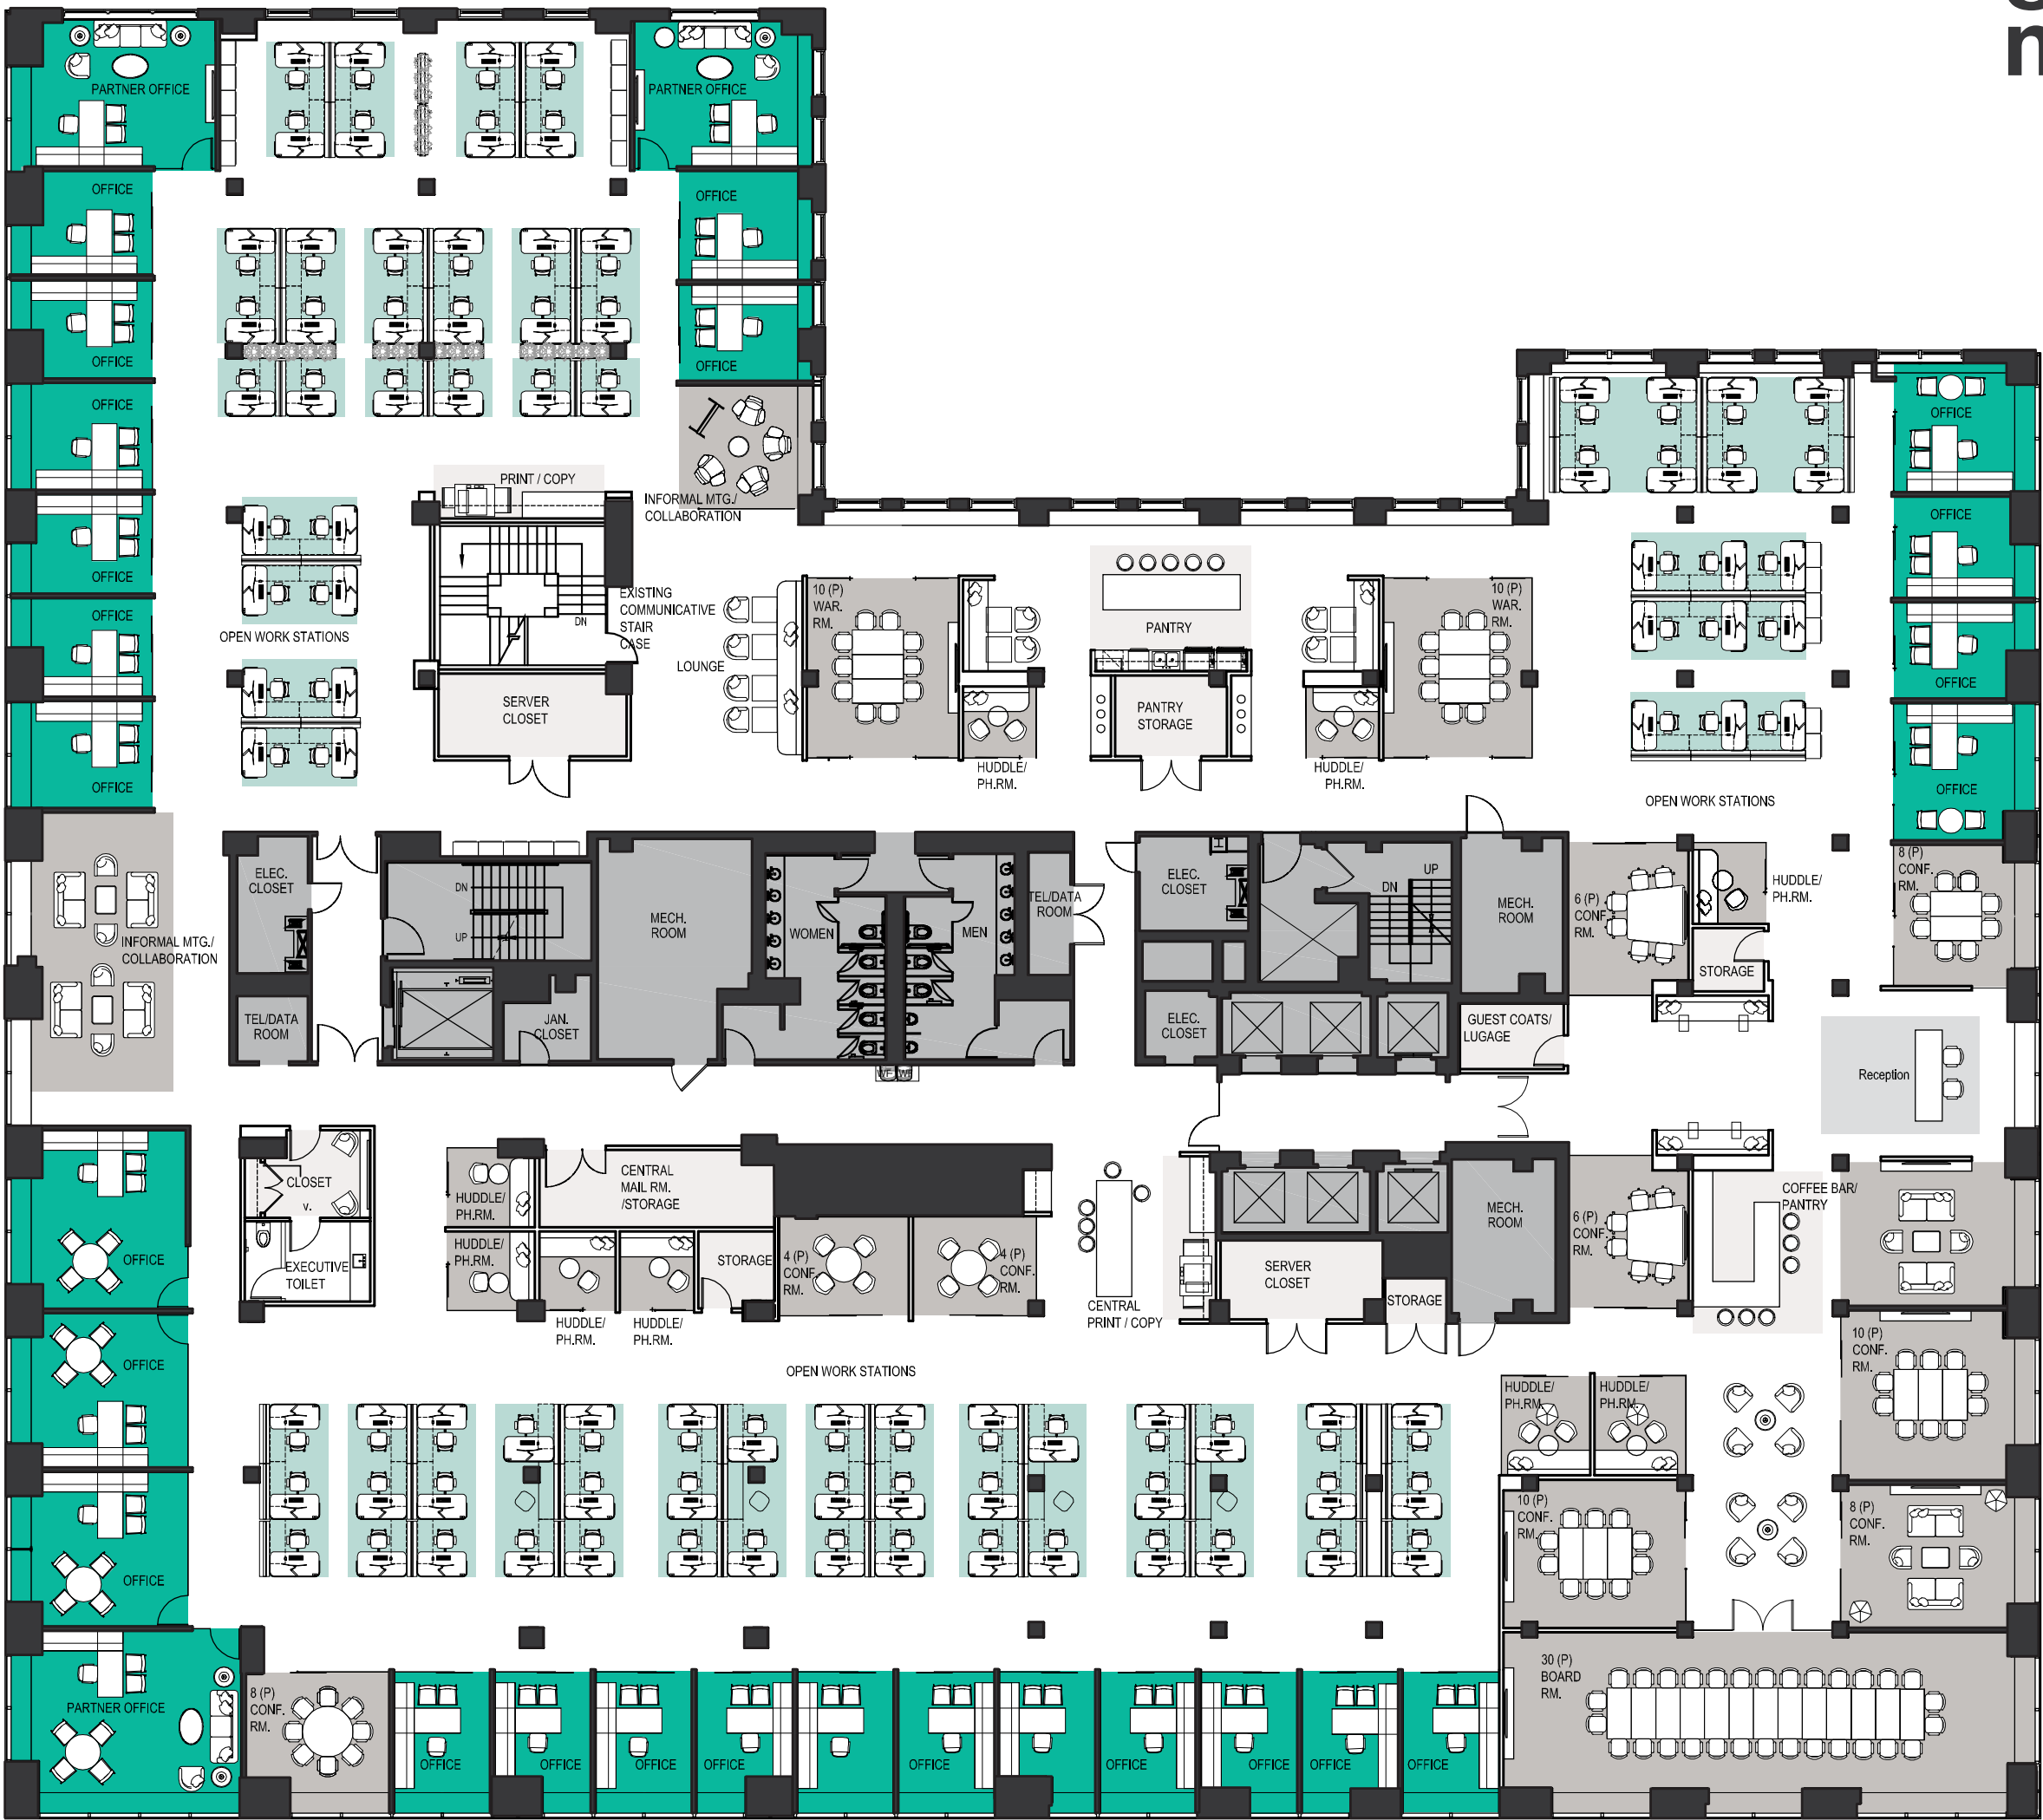 PARTNER OFFICE
PARTNER OFFICE
OFFICE
OFFICE
OFFICE
OFFICE
OFFICE
OFFICE
OFFICE
OFFICE
OFFICE
OFFICE
PRINT / COPY
INFORMAL MTG./
COLLABORATION
OFFICE
OPEN WORK STATIONS
EXISTING
COMMUNICATIVE
STAIR
CASE
DN
LOUNGE
10 (P)
WAR.
RM.
PANTRY
10 (P)
WAR.
RM.
OFFICE
OFFICE
SERVER
CLOSET
PANTRY
STORAGE
HUDDLE/
PH.RM.
HUDDLE/
PH.RM.
OPEN WORK STATIONS
OFFICE
INFORMAL MTG./
COLLABORATION
ELEC.
CLOSET
DN
UP
MECH.
ROOM
WOMEN
MEN
TEL/DATA
ROOM
ELEC.
CLOSET
DN
UP
MECH.
ROOM
6 (P)
CONF.
RM.
HUDDLE/
PH.RM.
8 (P)
CONF.
RM.
STORAGE
TEL/DATA
ROOM
JAN.
CLOSET
ELEC.
CLOSET
GUEST COATS/
LUGAGE
Reception
WF WF
OFFICE
CLOSET
V.
EXECUTIVE
TOILET
HUDDLE/
PH.RM.
HUDDLE/
PH.RM.
CENTRAL
MAIL RM.
/STORAGE
STORAGE
HUDDLE/
PH.RM.
HUDDLE/
PH.RM.
4 (P)
CONF.
RM.
4 (P)
CONF.
RM.
CENTRAL
PRINT / COPY
SERVER
CLOSET
STORAGE
MECH.
ROOM
6 (P)
CONF.
RM.
COFFEE BAR/
PANTRY
OFFICE
OPEN WORK STATIONS
10 (P)
CONF.
RM.
HUDDLE/
PH.RM.
HUDDLE/
PH.RM.
10 (P)
CONF.
RM.
8 (P)
CONF.
RM.
OFFICE
PARTNER OFFICE
8 (P)
CONF.
RM.
OFFICE
OFFICE
OFFICE
OFFICE
OFFICE
OFFICE
OFFICE
OFFICE
OFFICE
OFFICE
30 (P)
BOARD
RM.